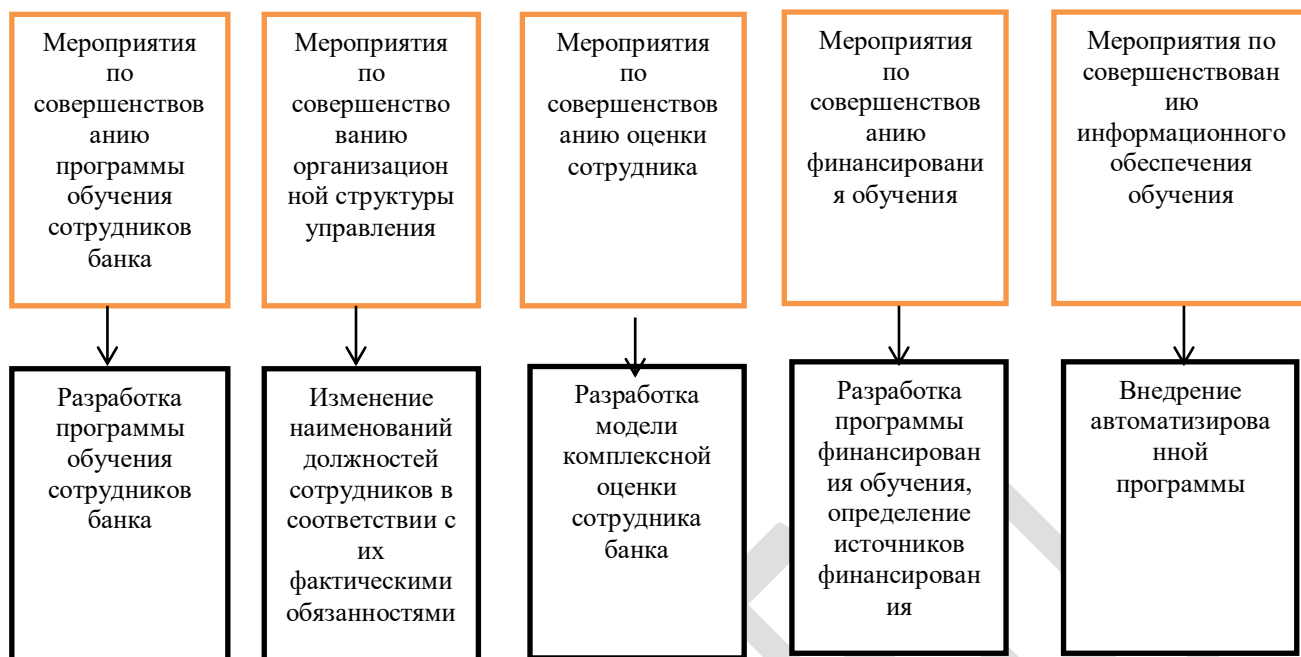 Мероприятия
по
совершенствов
анию
программы
обучения
сотрудников
банка
Мероприятия
по
совершенство
ванию
организацион
ной структуры
управления
Мероприятия
по
совершенствов
анию оценки
сотрудника
Мероприятия
по
совершенствов
анию
финансировани
я обучения
Мероприятия по
совершенствован
ию
информационного
обеспечения
обучения
Разработка
программы
обучения
сотрудников
банка
Изменение
наименований
должностей
сотрудников в
соответствии с
их
фактическими
обязанностями
Разработка
модели
комплексной
оценки
сотрудника
банка
Разработка
программы
финансирован
ия обучения,
определение
источников
финансирован
ия
Внедрение
автоматизирова
нной
программы